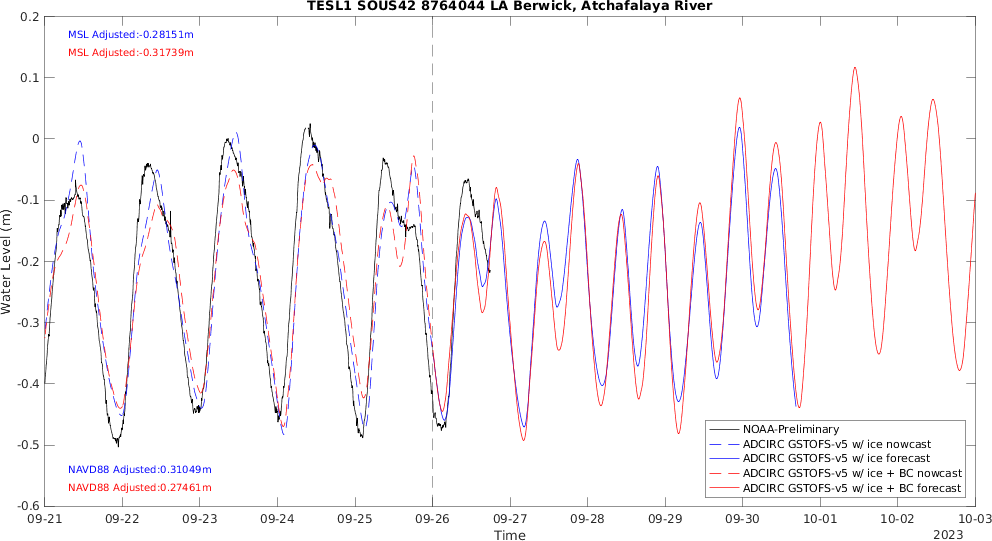 TESL1 SOUS42 8764044 LA Berwick, Atchafalaya River
MSL Adjusted:-0.28151m
MSL Adjusted:-0.31739m
NAVD88 Adjusted:0.31049m
NAVD88 Adjusted:0.27461m
Water Level (m)
0.2
0.1
0
-0.1
-0.2
-0.3
-0.4
-0.5
-0.6
NOAA-Preliminary
ADCIRC GSTOFS-v5 w/ ice nowcast
ADCIRC GSTOFS-v5 w/ ice forecast
ADCIRC GSTOFS-v5 w/ ice + BC nowcast
ADCIRC GSTOFS-v5 w/ ice + BC forecast
09-21 09-22 09-23 09-24 09-25 09-26 09-27 09-28 09-29 09-30 10-01 10-02 10-03
Time
2023